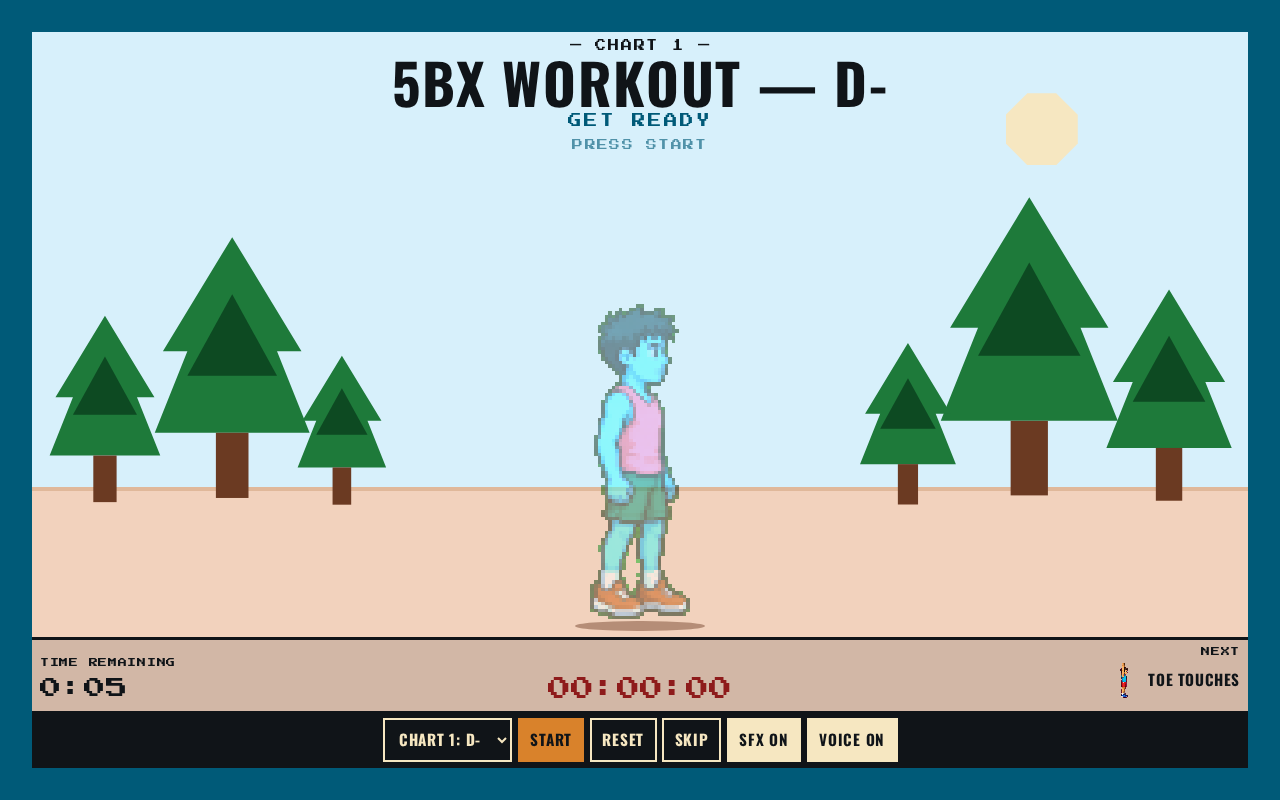 — CHART 1 —
5BX WORKOUT — D-
GET READY
PRESS START
TIME REMAINING
0:05
00:00:00
NEXT
TOE TOUCHES
CHART 1: D-
START
RESET
SKIP
SFX ON
VOICE ON